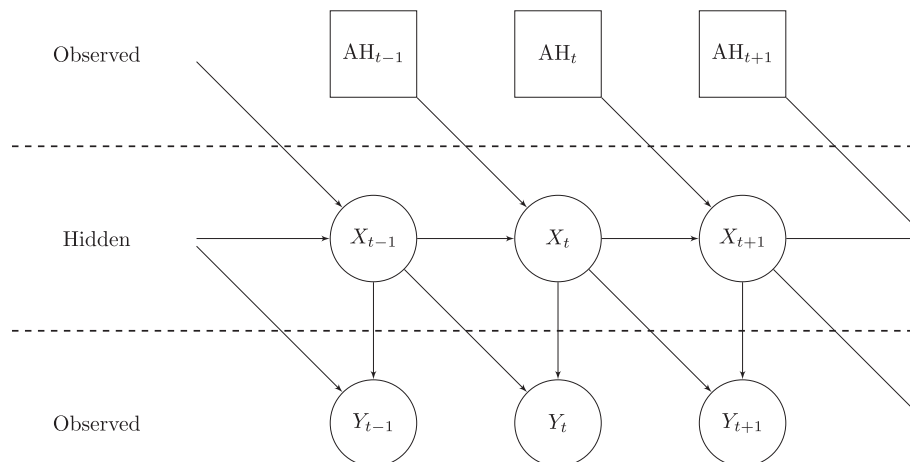 Observed AH_{t−1} AH_t AH_{t+1}
Hidden X_{t−1} X_t X_{t+1}
Observed Y_{t−1} Y_t Y_{t+1}